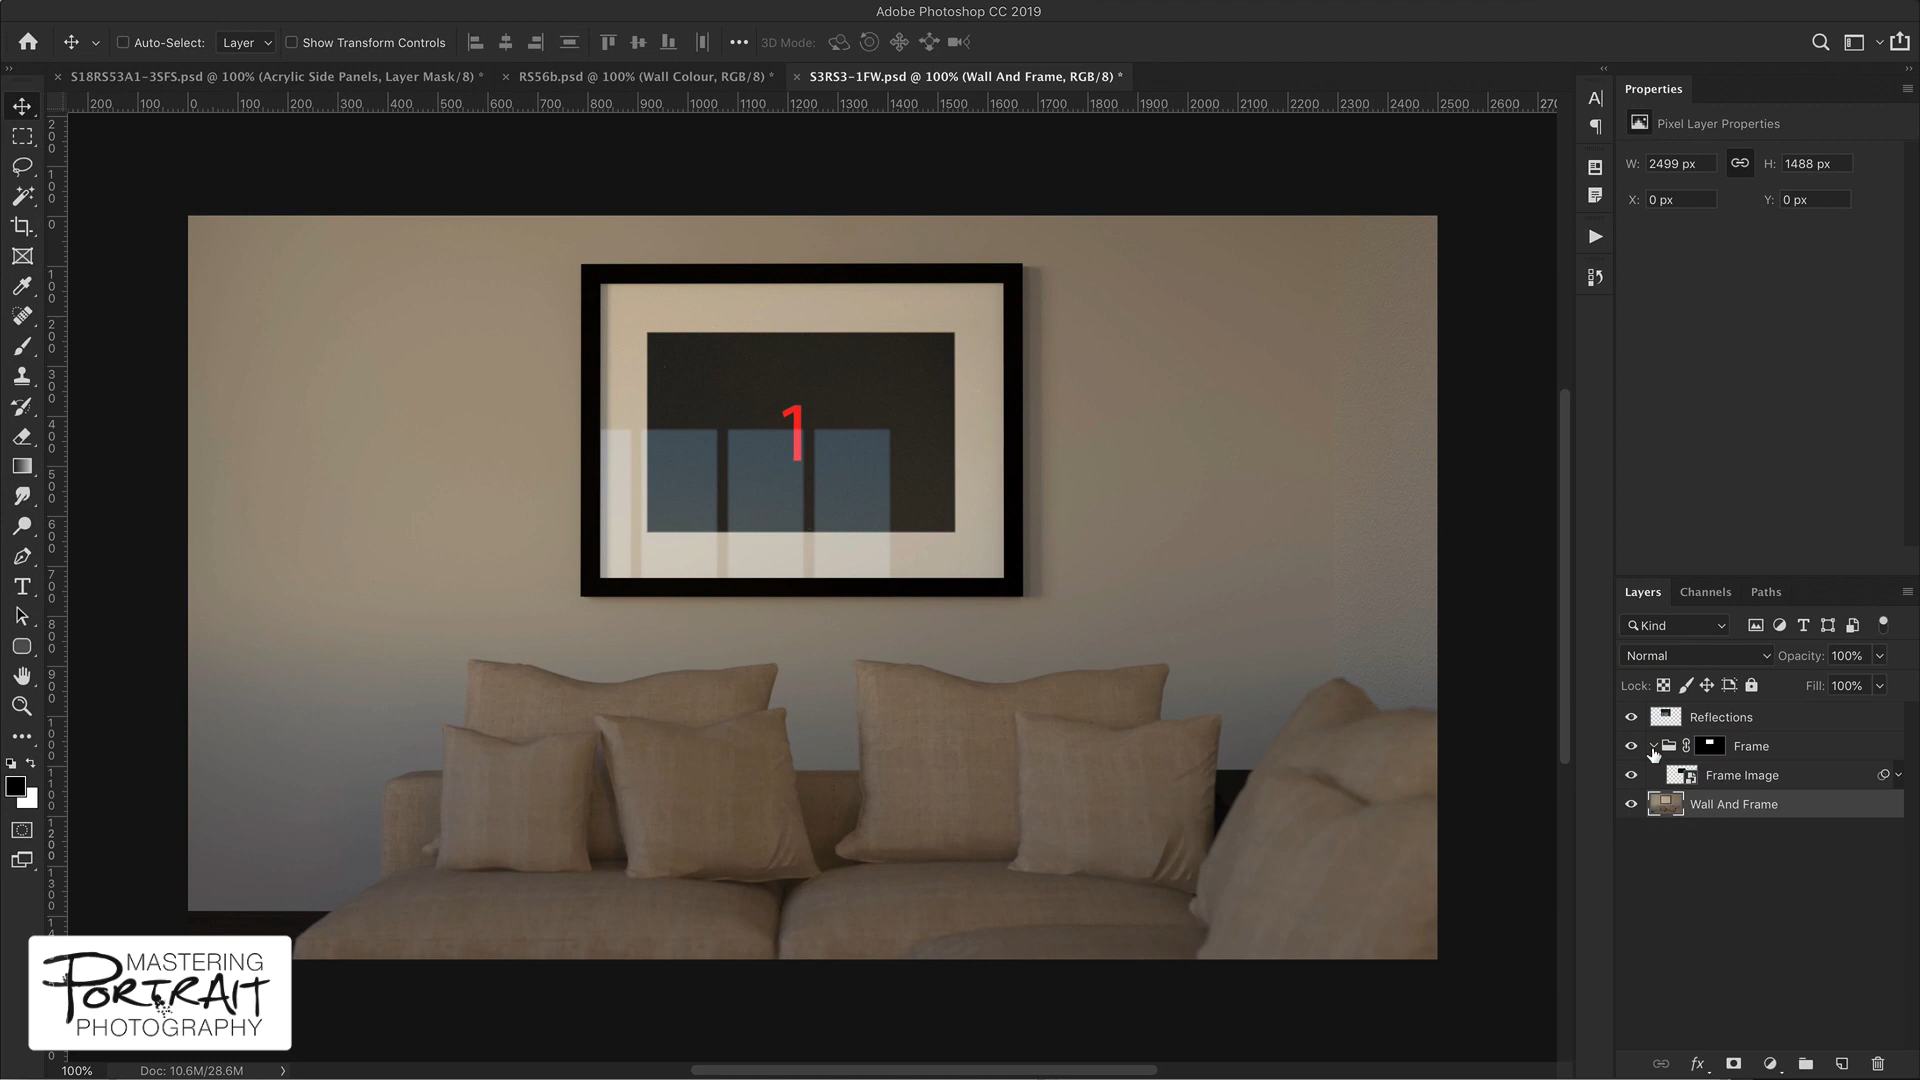 Adobe Photoshop CC 2019
Auto-Select: Layer Show Transform Controls 3D Mode:
S18RS53A1-3SFS.psd @ 100% (Acrylic Side Panels, Layer Mask/8) * RS56b.psd @ 100% (Wall Colour, RGB/8) * S3RS3-1FW.psd @ 100% (Wall And Frame, RGB/8) *
200 100 0 100 200 300 400 500 600 700 800 900 1000 1100 1200 1300 1400 1500 1600 1700 1800 1900 2000 2100 2200 2300 2400 2500 2600 270
Properties
Pixel Layer Properties
W: 2499 px H: 1488 px
X: 0 px Y: 0 px
1
Layers Channels Paths
Kind
Normal Opacity: 100%
Lock: Fill: 100%
Reflections
Frame
Frame Image
Wall And Frame
MASTERING
PORTRAIT
PHOTOGRAPHY
100% Doc: 10.6M/28.6M